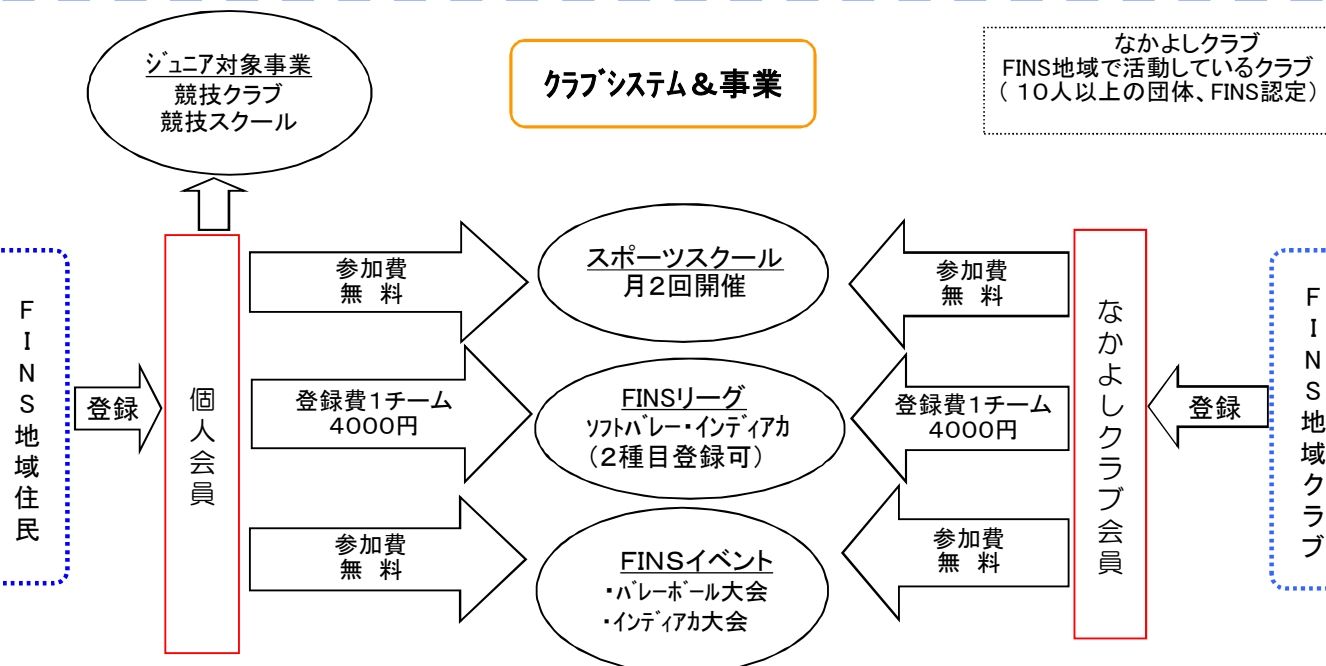 ジュニア対象事業
競技クラブ
競技スクール
クラブシステム&事業
なかよしクラブ
FINS地域で活動しているクラブ
(10人以上の団体、FINS認定)
FINS地域住民
登録
個人会員
参加費
無 料
スポーツスクール
月2回開催
参加費
無 料
登録費1チーム
4000円
FINSリーグ
ソフトバレー・インディアカ
(2種目登録可)
登録費1チーム
4000円
参加費
無 料
FINSイベント
・バレーボール大会
・インディアカ大会
参加費
無 料
なかよしクラブ会員
登録
FINS地域クラブ